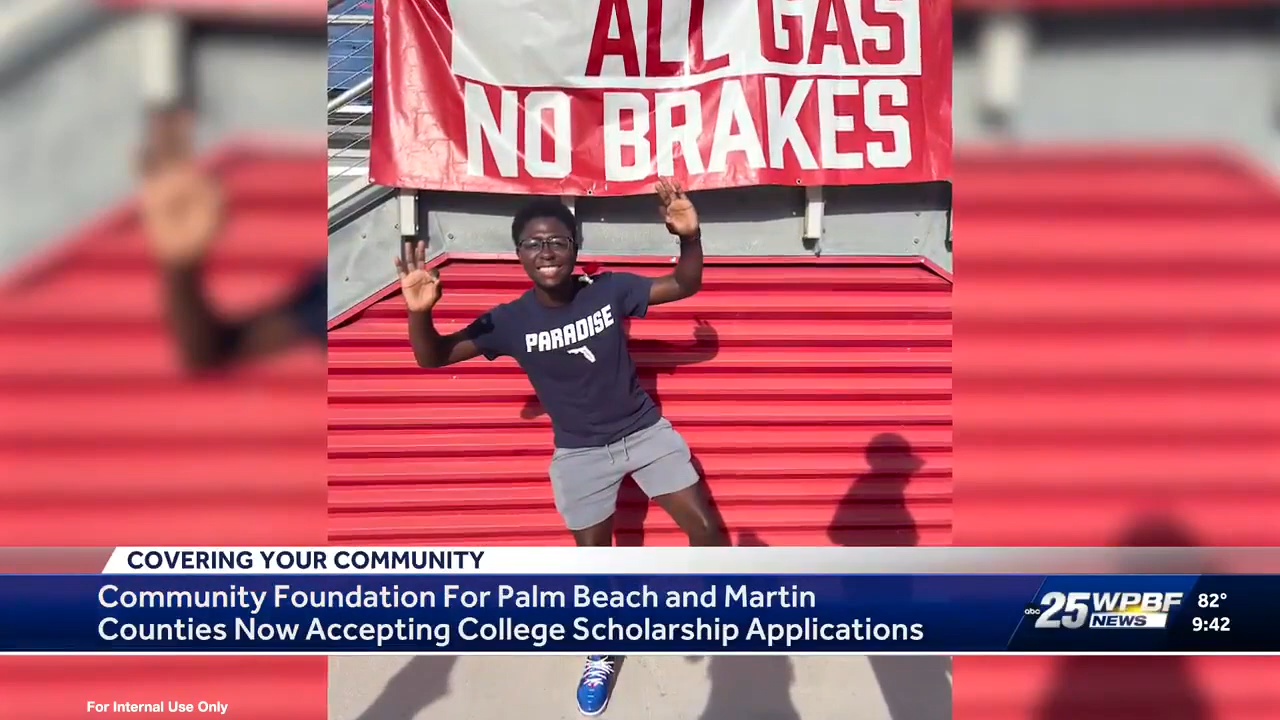 ALL GAS
NO BRAKES
PARADISE
COVERING YOUR COMMUNITY
Community Foundation For Palm Beach and Martin
Counties Now Accepting College Scholarship Applications
abc 25 WPBF
NEWS
82°
9:42
For Internal Use Only